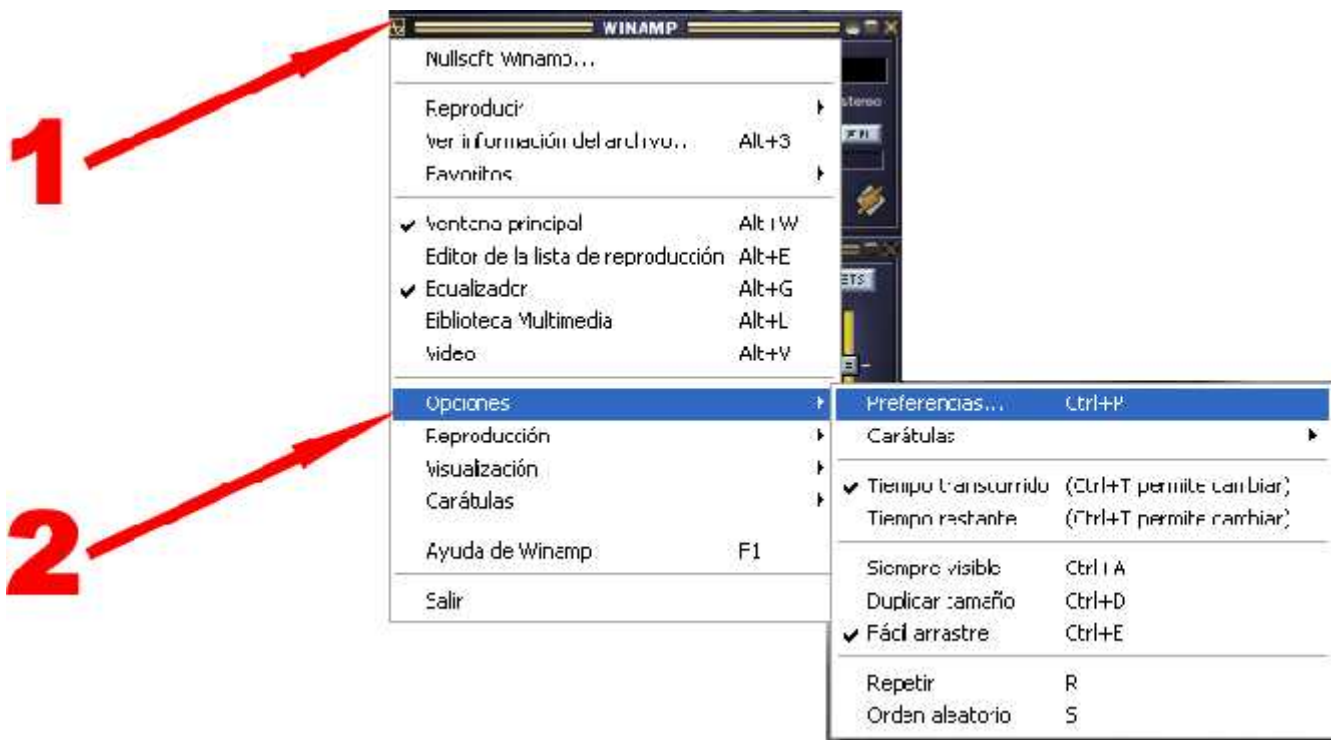 WINAMP
Nullsoft Winamp...
stereo
Reproducir
Ver información del archivo... Alt+3
Favoritos
1
Ventana principal Alt+W
Editor de la lista de reproducción Alt+E
ETS
Ecualizador Alt+G
Biblioteca Multimedia Alt+L
Video Alt+V
Opciones
Preferencias... Ctrl+P
Reproducción
Carátulas
Visualización
Tiempo transcurrido (Ctrl+T permite cambiar)
Carátulas
Tiempo restante (Ctrl+T permite cambiar)
2
Ayuda de Winamp F1
Siempre visible Ctrl+A
Salir
Duplicar tamaño Ctrl+D
Fácil arrastre Ctrl+E
Repetir R
Orden aleatorio S